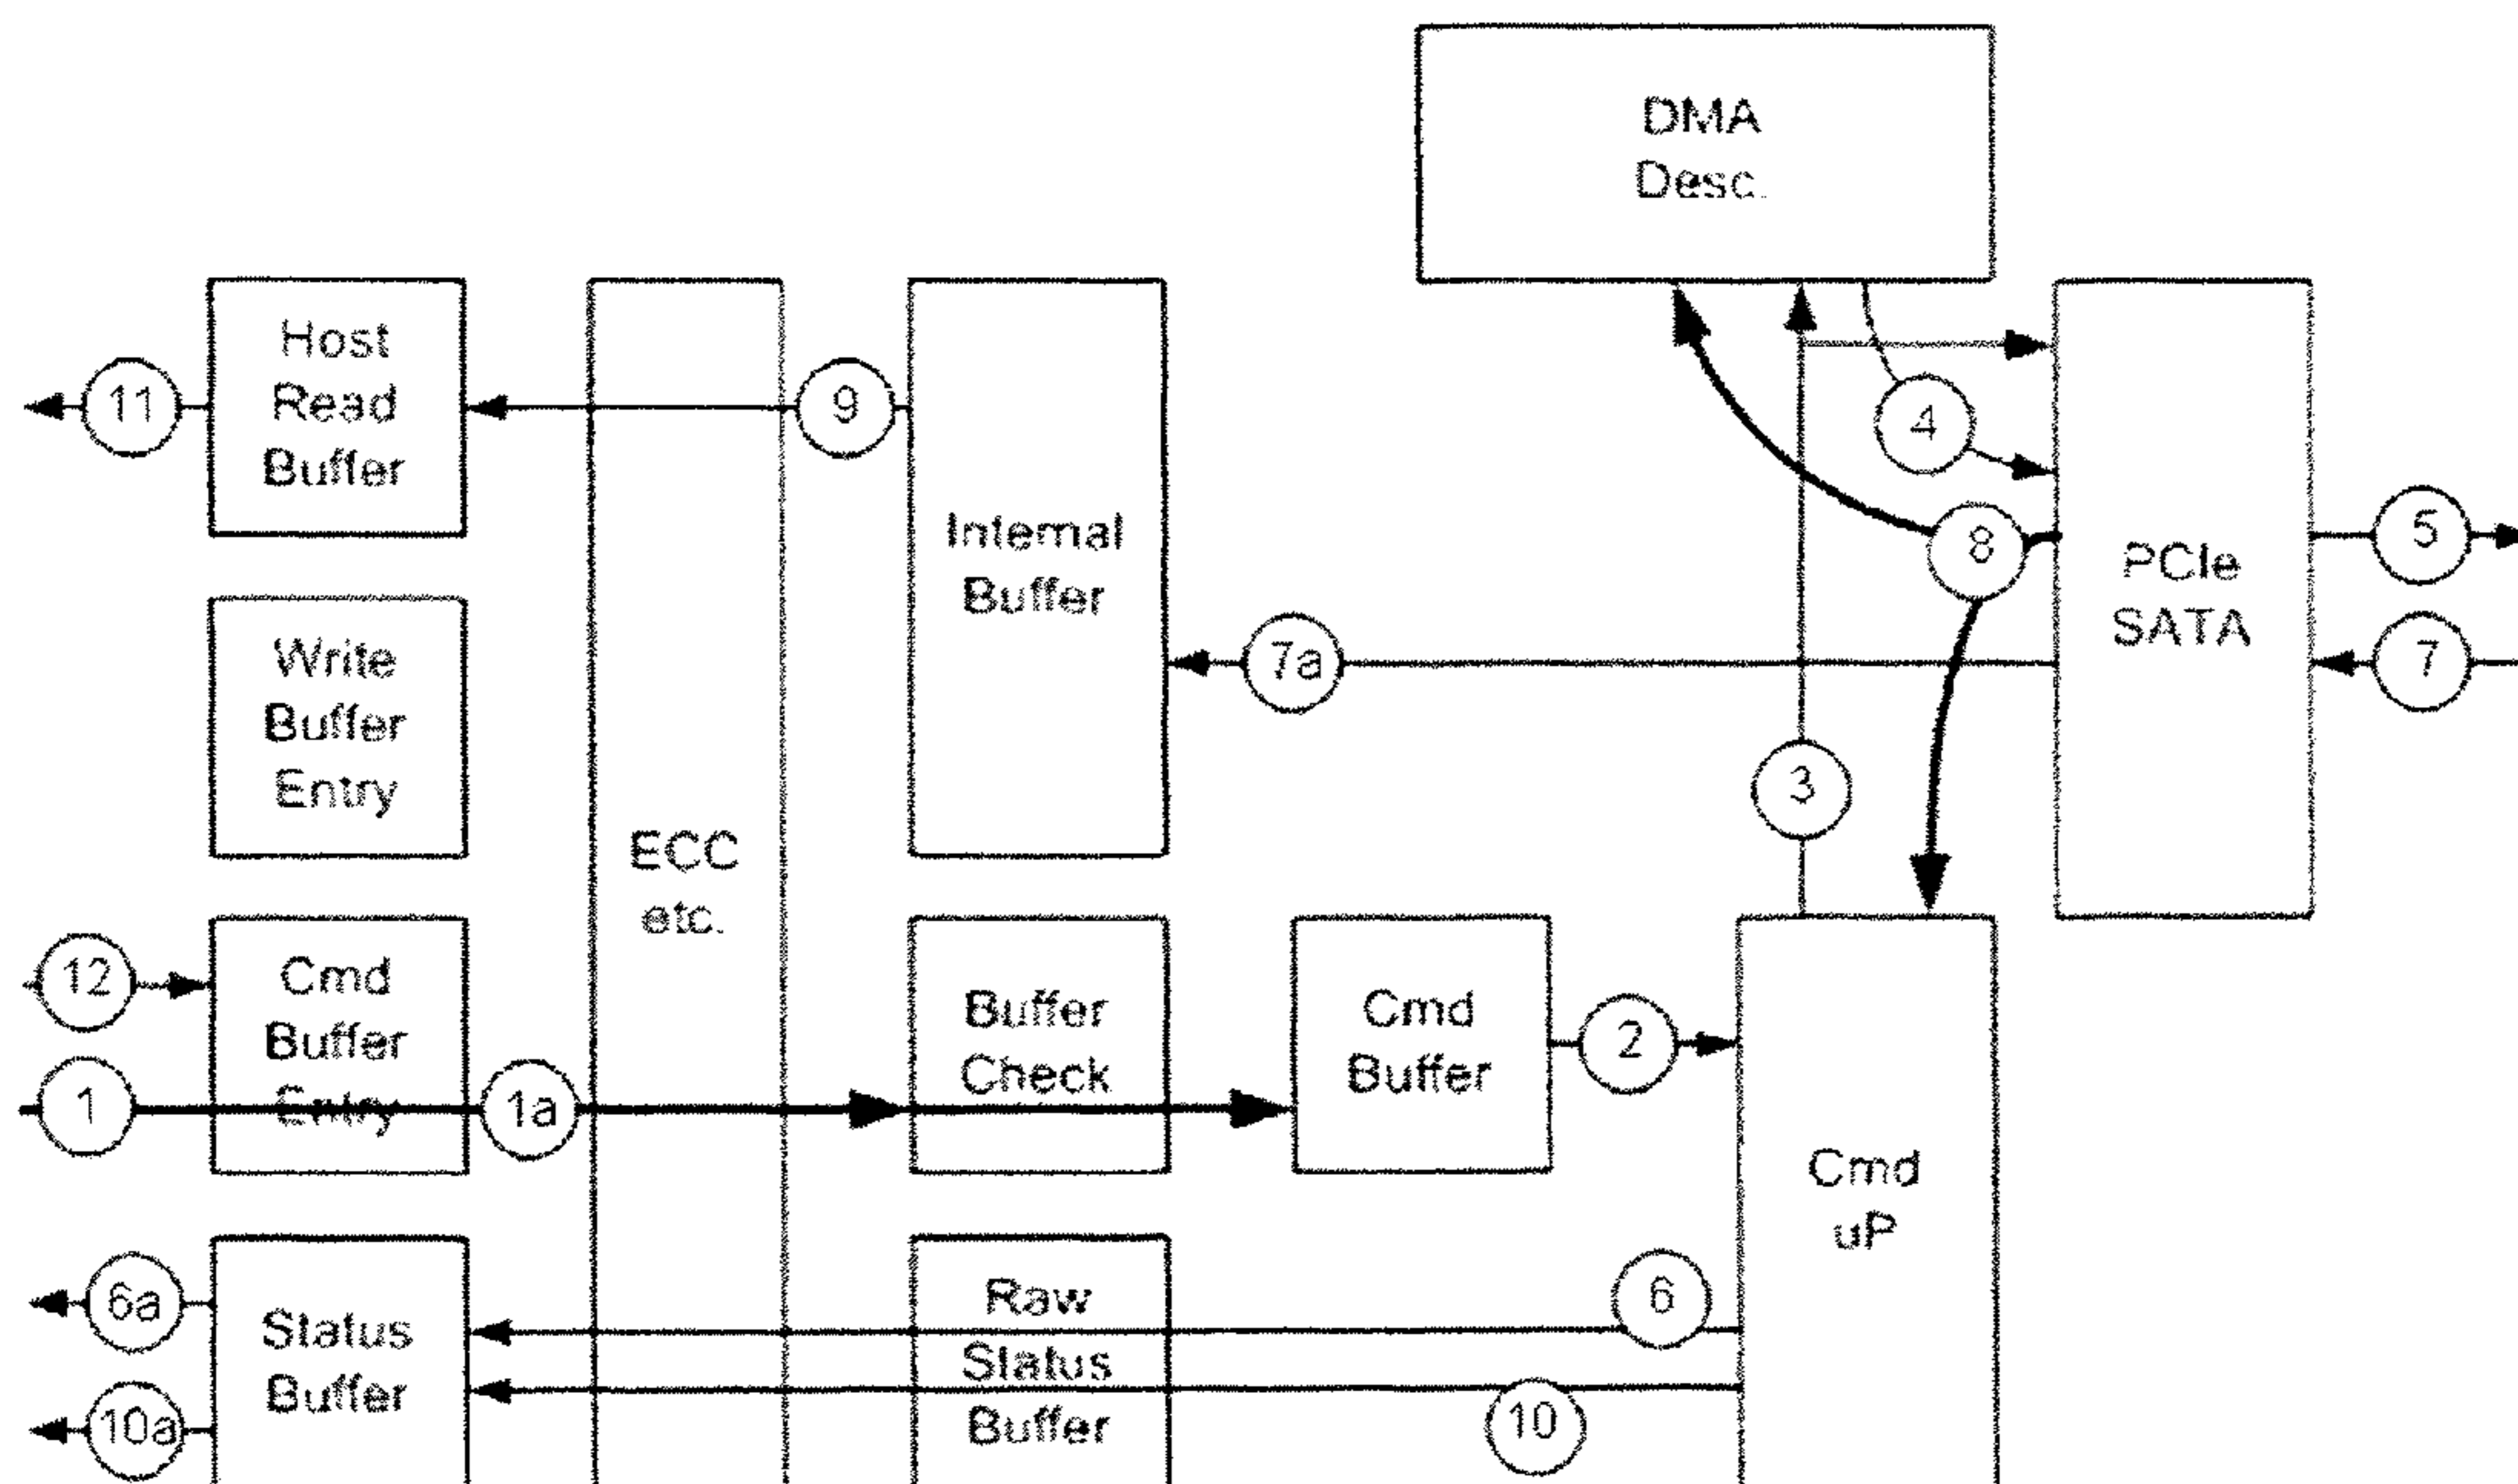 DMA
Desc.
Host
Read
Buffer
11
9
Internal
Buffer
4
8
PCIe
SATA
5
7
7a
Write
Buffer
Entry
3
ECC
etc.
12
Cmd
Buffer
Entry
1
1a
Buffer
Check
Cmd
Buffer
2
Cmd
uP
6a
Status
Buffer
10a
Raw
Status
Buffer
6
10